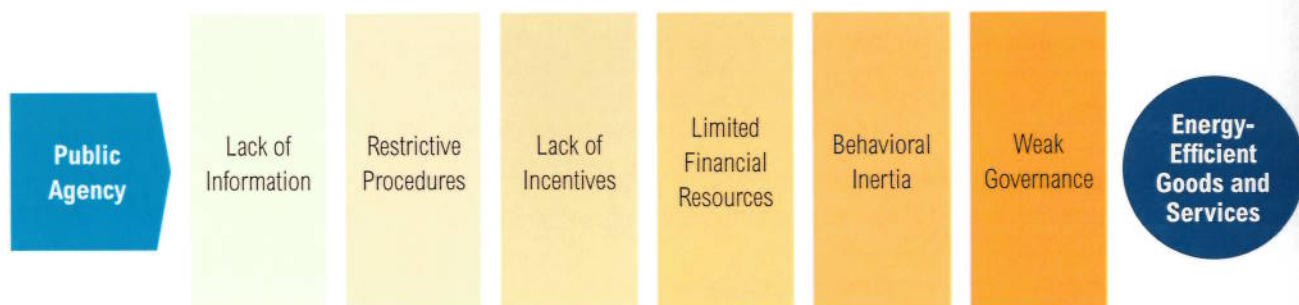 Public
Agency
Lack of
Information
Restrictive
Procedures
Lack of
Incentives
Limited
Financial
Resources
Behavioral
Inertia
Weak
Governance
Energy-
Efficient
Goods and
Services